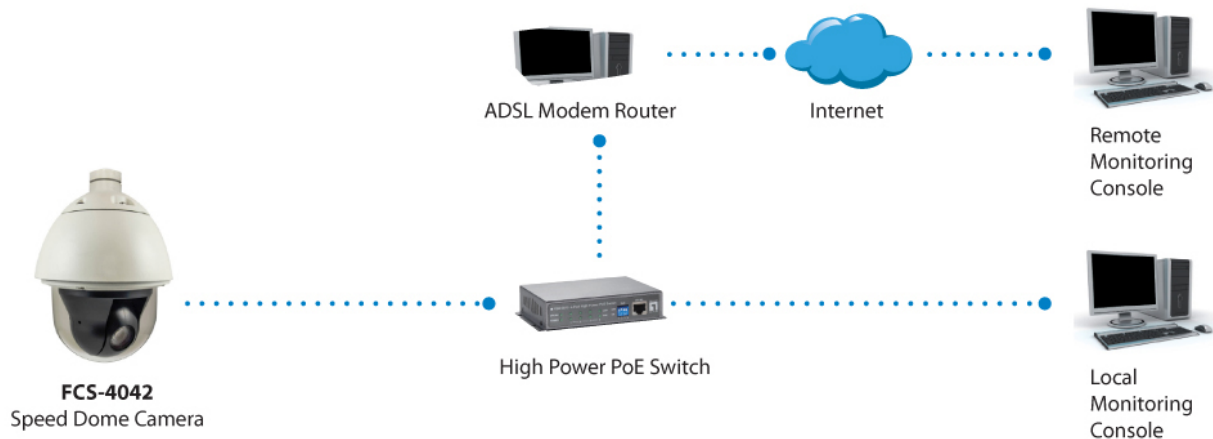 ADSL Modem Router
Internet
Remote
Monitoring
Console
High Power PoE Switch
FCS-4042
Speed Dome Camera
Local
Monitoring
Console